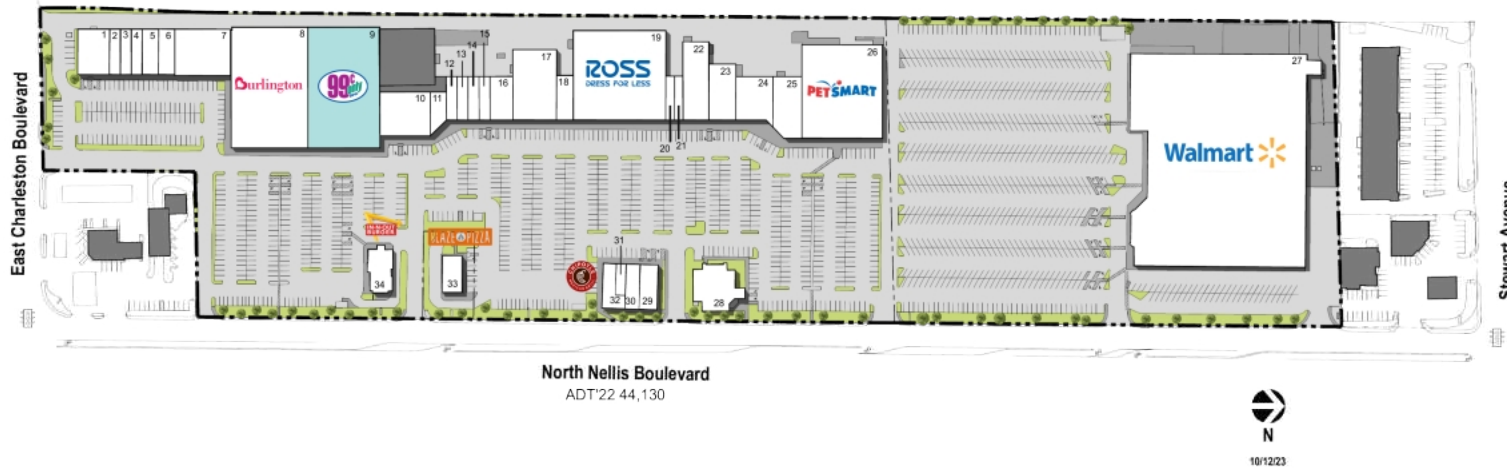 1 2 3 4 5 6 7 8 9
Burlington
99¢ only
10 11 12 13 14 15 16 17 18
19
ROSS
DRESS FOR LESS
20 21
22
23
24 25
26
PETSMART
27
Walmart
East Charleston Boulevard
IN-N-OUT
BURGER
34
BLAZE PIZZA
33
CHIPOTLE
31
32 30 29
28
Stewart Avenue
North Nellis Boulevard
ADT'22 44,130
N
10/12/23